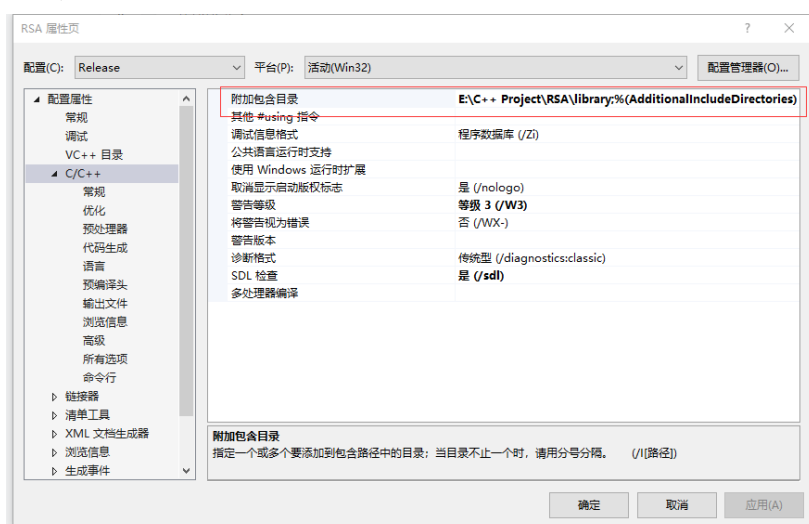 RSA 属性页 ? ×
配置(C): Release 平台(P): 活动(Win32) 配置管理器(O)...
配置属性
常规
调试
VC++ 目录
C/C++
常规
优化
预处理器
代码生成
语言
预编译头
输出文件
浏览信息
高级
所有选项
命令行
链接器
清单工具
XML 文档生成器
浏览信息
生成事件
附加包含目录 E:\C++ Project\RSA\library;%(AdditionalIncludeDirectories)
其他 #using 指令
调试信息格式 程序数据库 (/Zi)
公共语言运行时支持
使用 Windows 运行时扩展
取消显示启动版权标志 是 (/nologo)
警告等级 等级 3 (/W3)
将警告视为错误 否 (/WX-)
警告版本
诊断格式 传统型 (/diagnostics:classic)
SDL 检查 是 (/sdl)
多处理器编译
附加包含目录
指定一个或多个要添加到包含路径中的目录；当目录不止一个时，请用分号分隔。 (/I[路径])
确定 取消 应用(A)